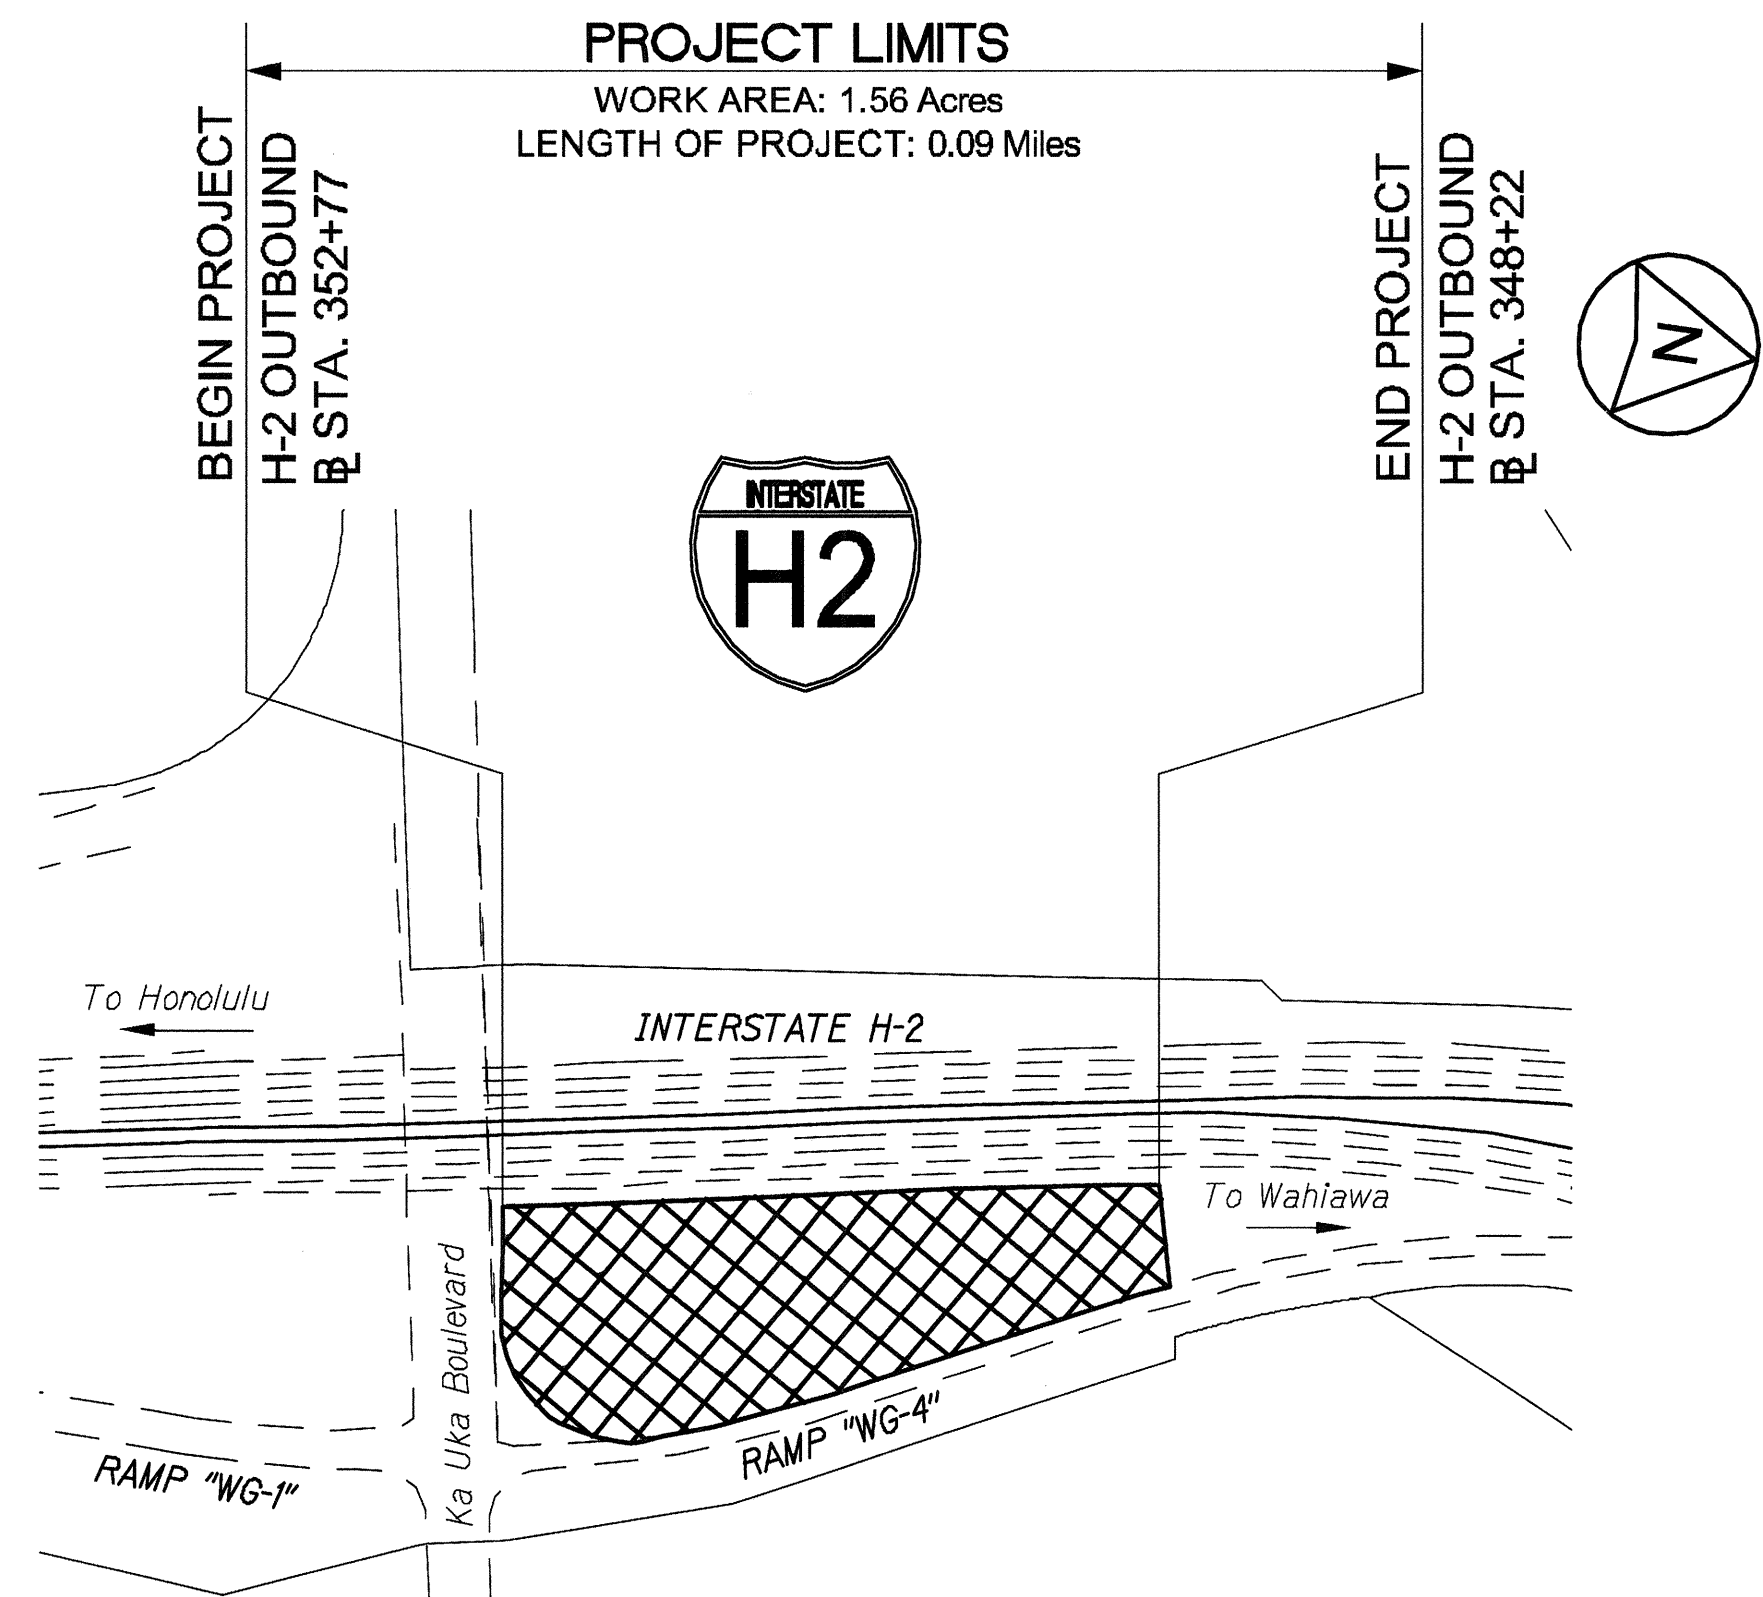 PROJECT LIMITS
WORK AREA: 1.56 Acres
LENGTH OF PROJECT: 0.09 Miles
BEGIN PROJECT
H-2 OUTBOUND
BL STA. 352+77
END PROJECT
H-2 OUTBOUND
BL STA. 348+22
N
INTERSTATE
H2
To Honolulu
INTERSTATE H-2
To Wahiawa
Ka Uka Boulevard
RAMP "WG-4"
RAMP "WG-1"